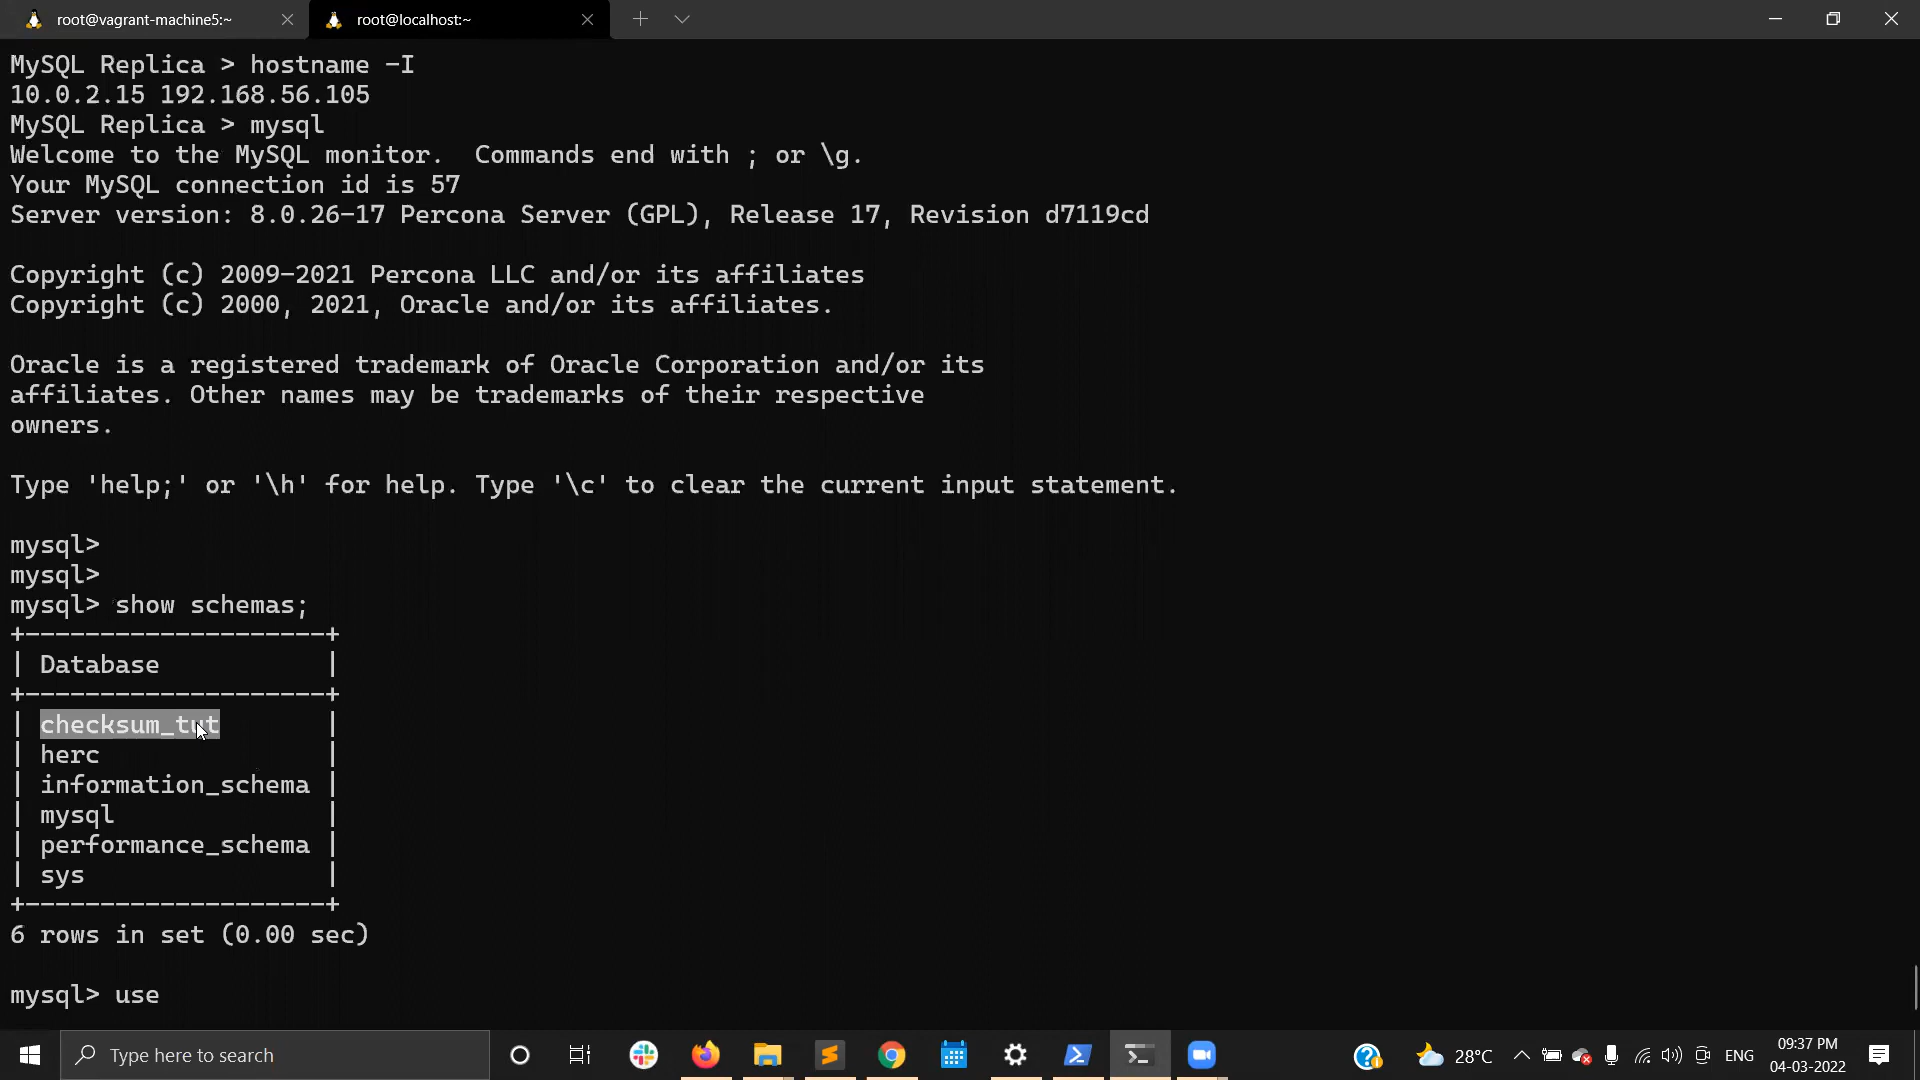 root@vagrant-machine5:~
root@localhost:~
MySQL Replica > hostname -I
10.0.2.15 192.168.56.105
MySQL Replica > mysql
Welcome to the MySQL monitor.  Commands end with ; or \g.
Your MySQL connection id is 57
Server version: 8.0.26-17 Percona Server (GPL), Release 17, Revision d7119cd
Copyright (c) 2009-2021 Percona LLC and/or its affiliates
Copyright (c) 2000, 2021, Oracle and/or its affiliates.
Oracle is a registered trademark of Oracle Corporation and/or its
affiliates. Other names may be trademarks of their respective
owners.
Type 'help;' or '\h' for help. Type '\c' to clear the current input statement.
mysql>
mysql>
mysql> show schemas;
+--------------------+
| Database           |
+--------------------+
| checksum_tut       |
| herc               |
| information_schema |
| mysql              |
| performance_schema |
| sys                |
+--------------------+
6 rows in set (0.00 sec)
mysql> use
Type here to search
28°C
ENG
09:37 PM
04-03-2022